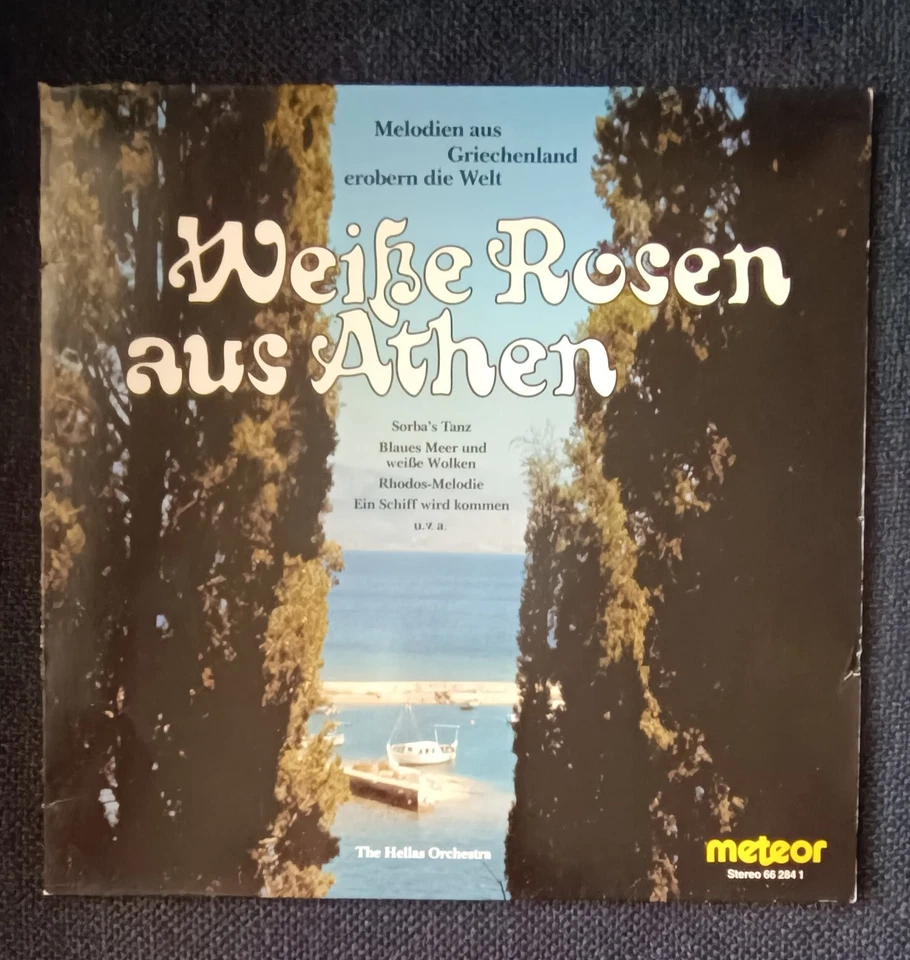 Melodien aus
Griechenland
erobern die Welt
Weiße Rosen
aus Athen
Sorba's Tanz
Blaues Meer und
weiße Wolken
Rhodos-Melodie
Ein Schiff wird kommen
u.v.a.
The Hellas Orchestra
meteor
Stereo 66 284 1